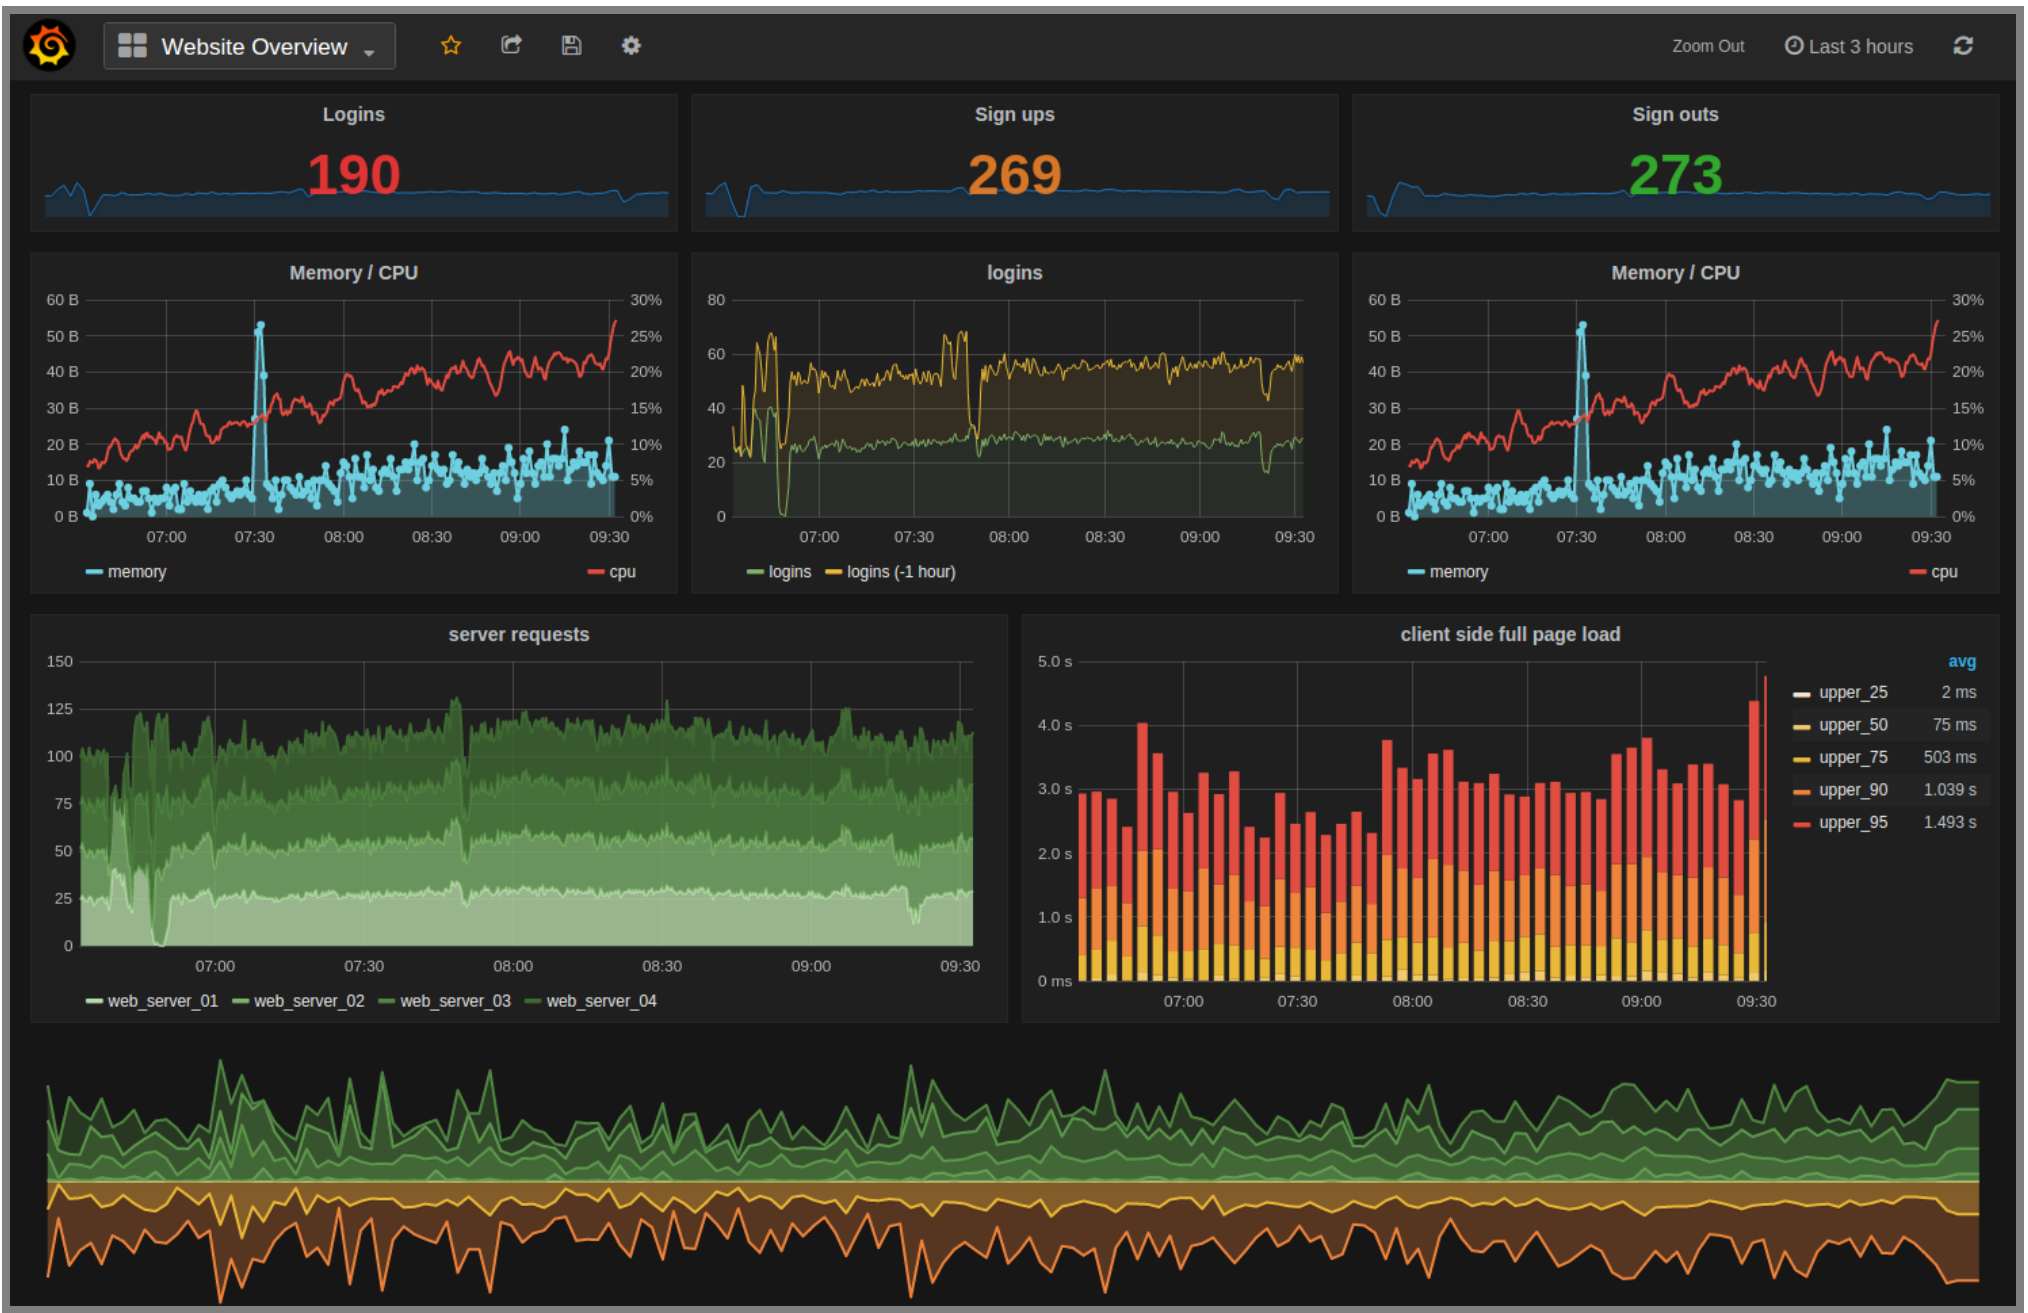 Website Overview
Zoom Out
Last 3 hours
Logins
190
Sign ups
269
Sign outs
273
Memory / CPU
60 B
50 B
40 B
30 B
20 B
10 B
0 B
30%
25%
20%
15%
10%
5%
0%
07:00 07:30 08:00 08:30 09:00 09:30
memory cpu
logins
80
60
40
20
0
07:00 07:30 08:00 08:30 09:00 09:30
logins logins (-1 hour)
Memory / CPU
60 B
50 B
40 B
30 B
20 B
10 B
0 B
30%
25%
20%
15%
10%
5%
0%
07:00 07:30 08:00 08:30 09:00 09:30
memory cpu
server requests
150
125
100
75
50
25
0
07:00 07:30 08:00 08:30 09:00 09:30
web_server_01 web_server_02 web_server_03 web_server_04
client side full page load
5.0 s
4.0 s
3.0 s
2.0 s
1.0 s
0 ms
07:00 07:30 08:00 08:30 09:00 09:30
avg
upper_25 2 ms
upper_50 75 ms
upper_75 503 ms
upper_90 1.039 s
upper_95 1.493 s